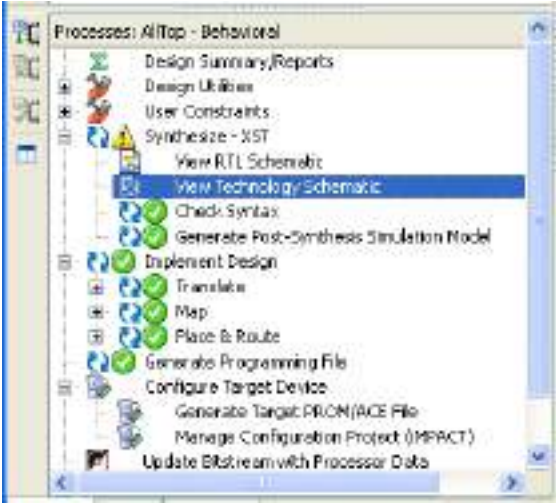 Processes: AllTop - Behavioral
Design Summary/Reports
Design Utilities
User Constraints
Synthesize - XST
View RTL Schematic
View Technology Schematic
Check Syntax
Generate Post-Synthesis Simulation Model
Implement Design
Translate
Map
Place & Route
Generate Programming File
Configure Target Device
Generate Target PROM/ACE File
Manage Configuration Project (iMPACT)
Update Bitstream with Processor Data